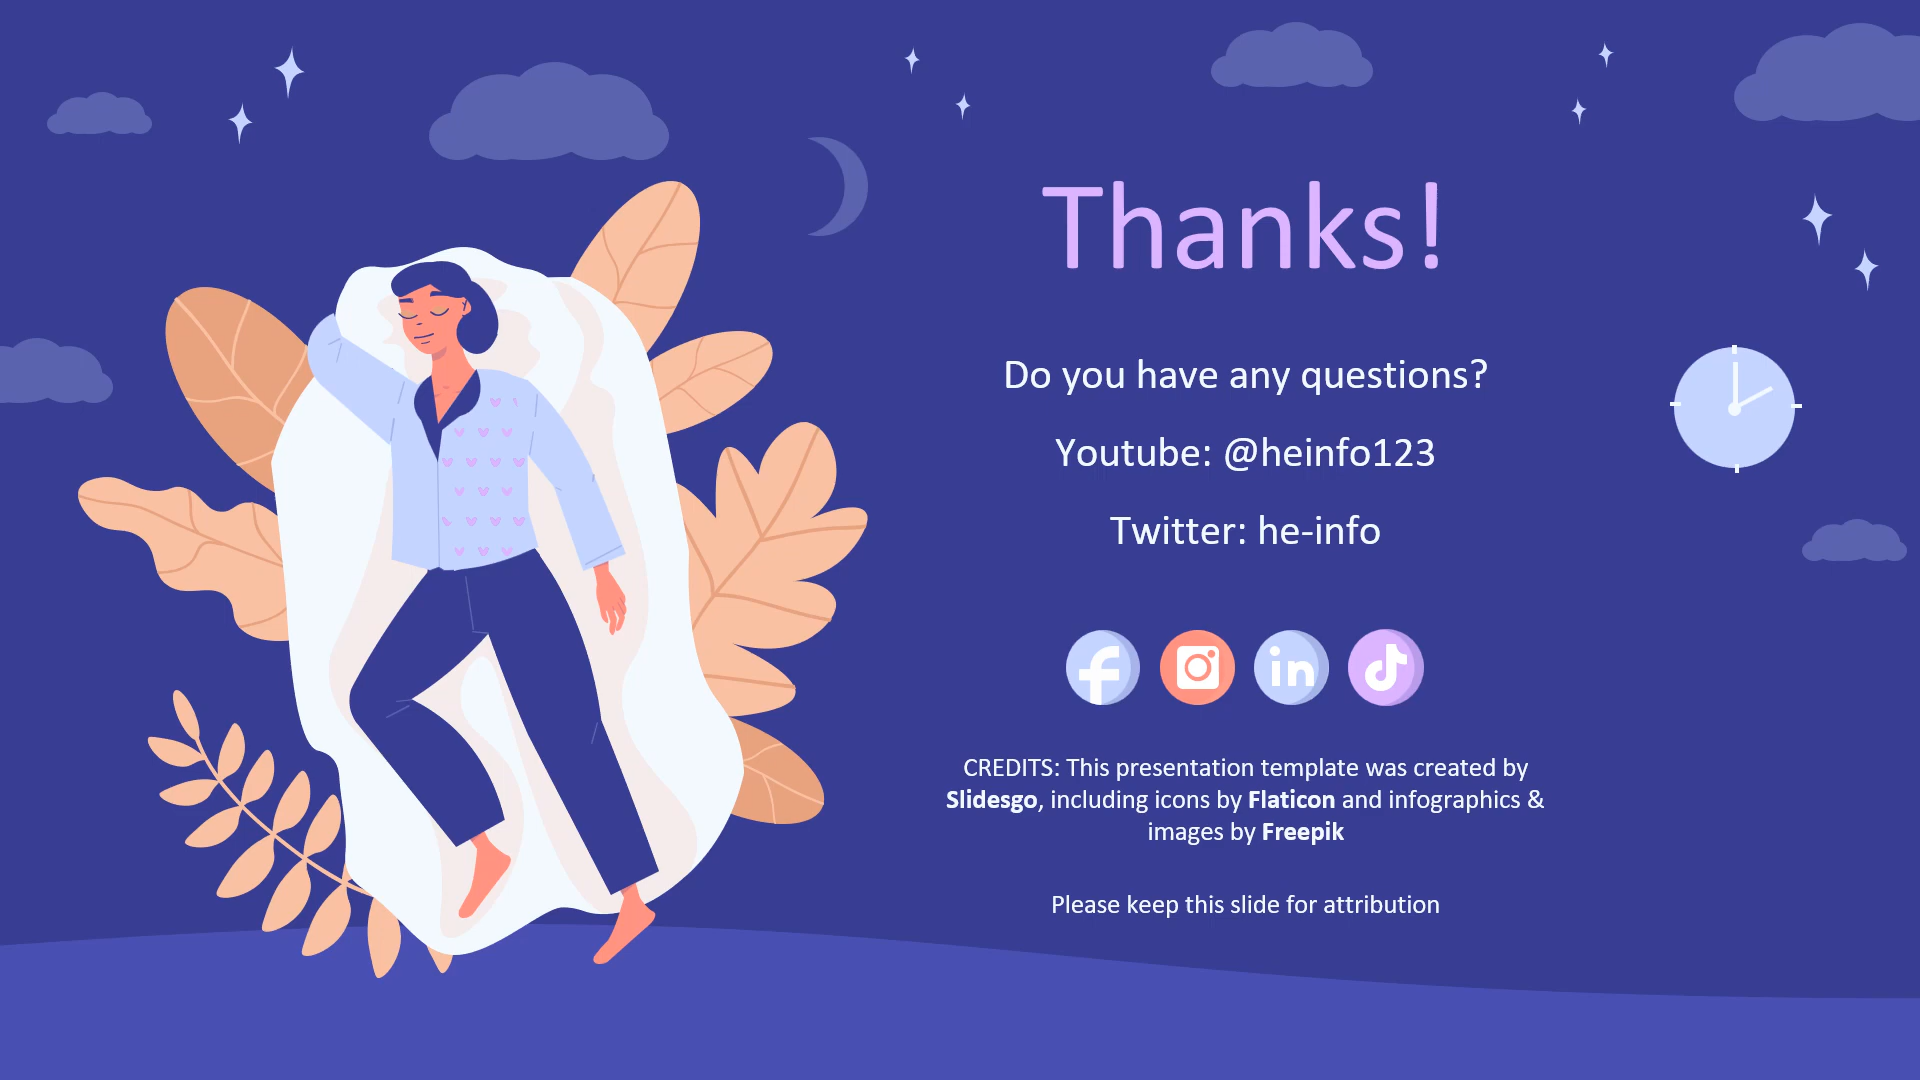 Thanks!
Do you have any questions?
Youtube: @heinfo123
Twitter: he-info
in
CREDITS: This presentation template was created by
Slidesgo, including icons by Flaticon and infographics &
images by Freepik
Please keep this slide for attribution